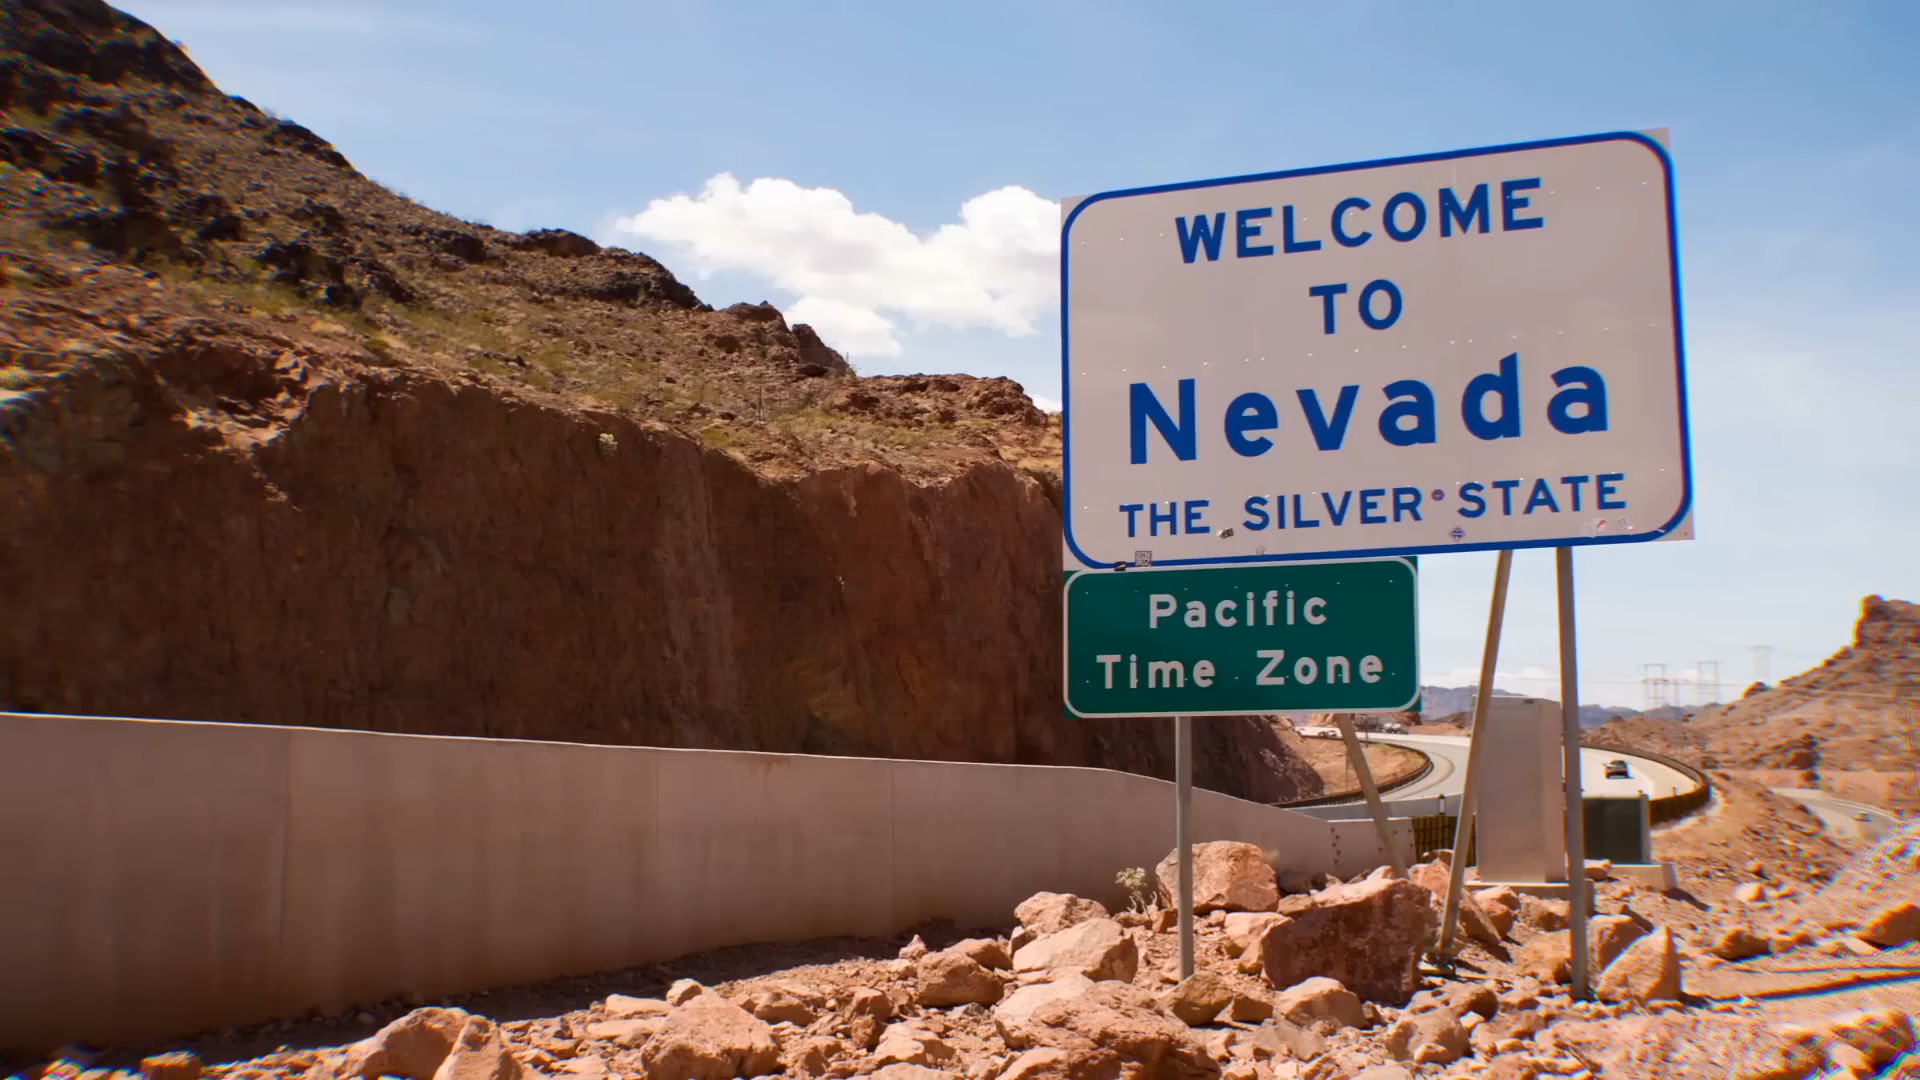 WELCOME
TO
Nevada
THE SILVER STATE
Pacific
Time Zone